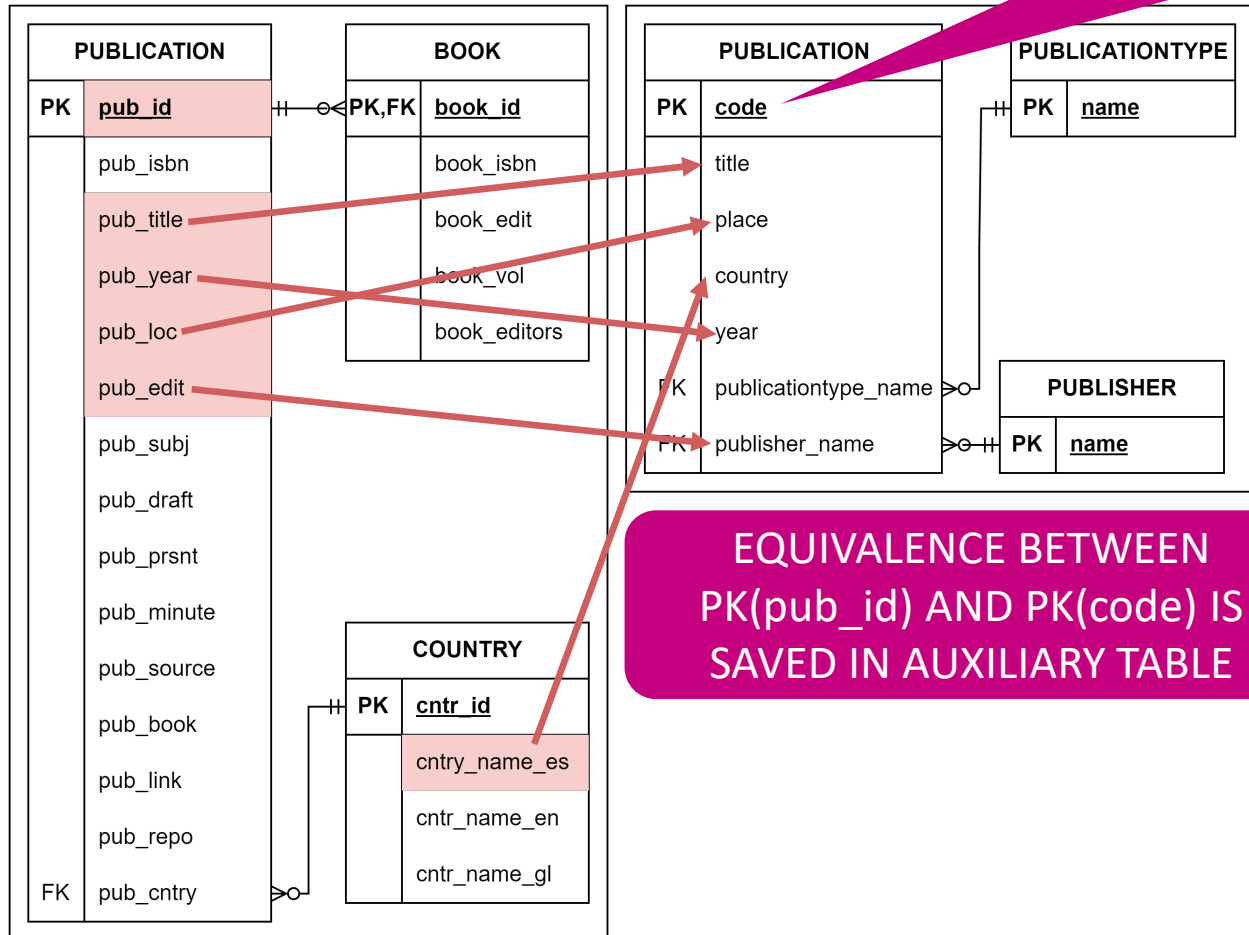 PUBLICATION
PK pub_id
pub_isbn
pub_title
pub_year
pub_loc
pub_edit
pub_subj
pub_draft
pub_prsnt
pub_minute
pub_source
pub_book
pub_link
pub_repo
FK pub_cntry
BOOK
PK,FK book_id
book_isbn
book_edit
book_vol
book_editors
COUNTRY
PK cntr_id
cntry_name_es
cntr_name_en
cntr_name_gl
PUBLICATION
PK code
title
place
country
year
FK publicationtype_name
FK publisher_name
PUBLICATIONTYPE
PK name
PUBLISHER
PK name
EQUIVALENCE BETWEEN
PK(pub_id) AND PK(code) IS
SAVED IN AUXILIARY TABLE